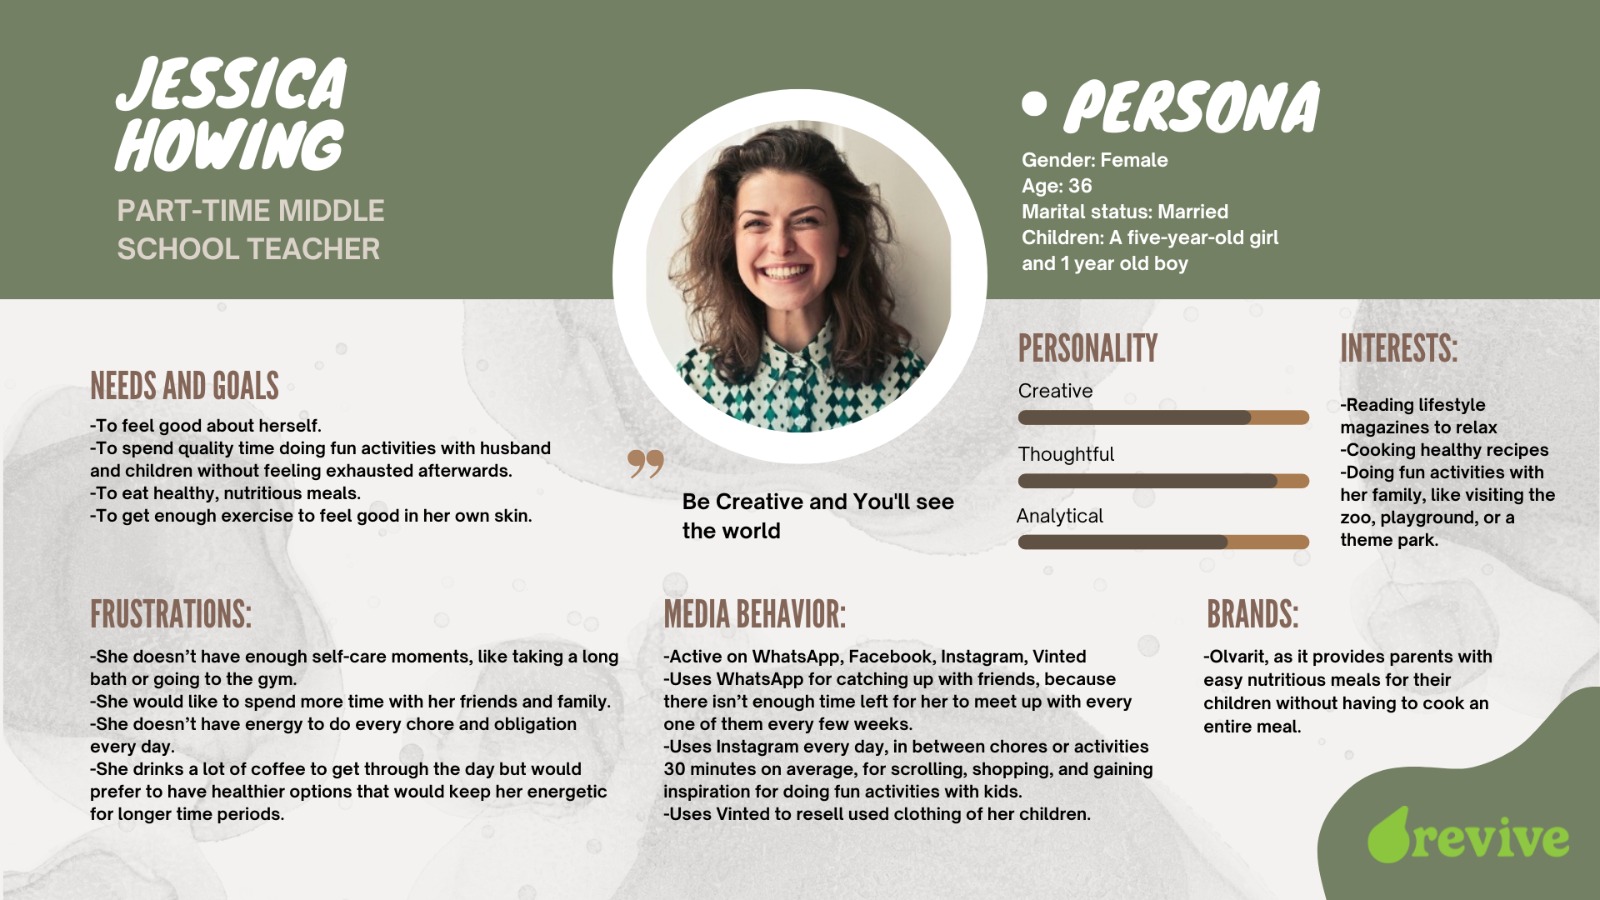 JESSICA
HOWING
PART-TIME MIDDLE
SCHOOL TEACHER
• PERSONA
Gender: Female
Age: 36
Marital status: Married
Children: A five-year-old girl
and 1 year old boy
NEEDS AND GOALS
-To feel good about herself.
-To spend quality time doing fun activities with husband
and children without feeling exhausted afterwards.
-To eat healthy, nutritious meals.
-To get enough exercise to feel good in her own skin.
”
Be Creative and You'll see
the world
PERSONALITY
Creative
Thoughtful
Analytical
INTERESTS:
-Reading lifestyle
magazines to relax
-Cooking healthy recipes
-Doing fun activities with
her family, like visiting the
zoo, playground, or a
theme park.
FRUSTRATIONS:
-She doesn’t have enough self-care moments, like taking a long
bath or going to the gym.
-She would like to spend more time with her friends and family.
-She doesn’t have energy to do every chore and obligation
every day.
-She drinks a lot of coffee to get through the day but would
prefer to have healthier options that would keep her energetic
for longer time periods.
MEDIA BEHAVIOR:
-Active on WhatsApp, Facebook, Instagram, Vinted
-Uses WhatsApp for catching up with friends, because
there isn’t enough time left for her to meet up with every
one of them every few weeks.
-Uses Instagram every day, in between chores or activities
30 minutes on average, for scrolling, shopping, and gaining
inspiration for doing fun activities with kids.
-Uses Vinted to resell used clothing of her children.
BRANDS:
-Olvarit, as it provides parents with
easy nutritious meals for their
children without having to cook an
entire meal.
revive